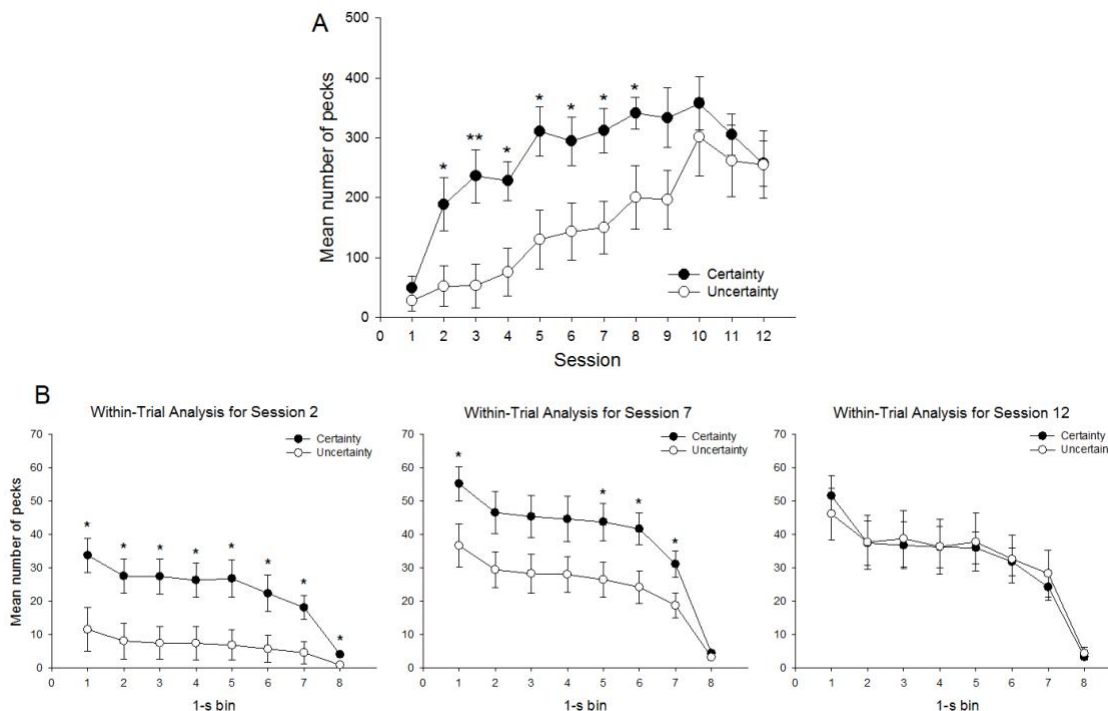 A
500
400
300
200
100
0
Mean number of pecks
* ** * * * * *
Certainty
Uncertainty
0 1 2 3 4 5 6 7 8 9 10 11 12
Session
B
Within-Trial Analysis for Session 2
70
60
50
40
30
20
10
0
Mean number of pecks
Certainty
Uncertainty
* * * * * * * *
0 1 2 3 4 5 6 7 8
1-s bin
Within-Trial Analysis for Session 7
70
60
50
40
30
20
10
0
Certainty
Uncertainty
* * * *
0 1 2 3 4 5 6 7 8
1-s bin
Within-Trial Analysis for Session 12
70
60
50
40
30
20
10
0
Certainty
Uncertainty
0 1 2 3 4 5 6 7 8
1-s bin